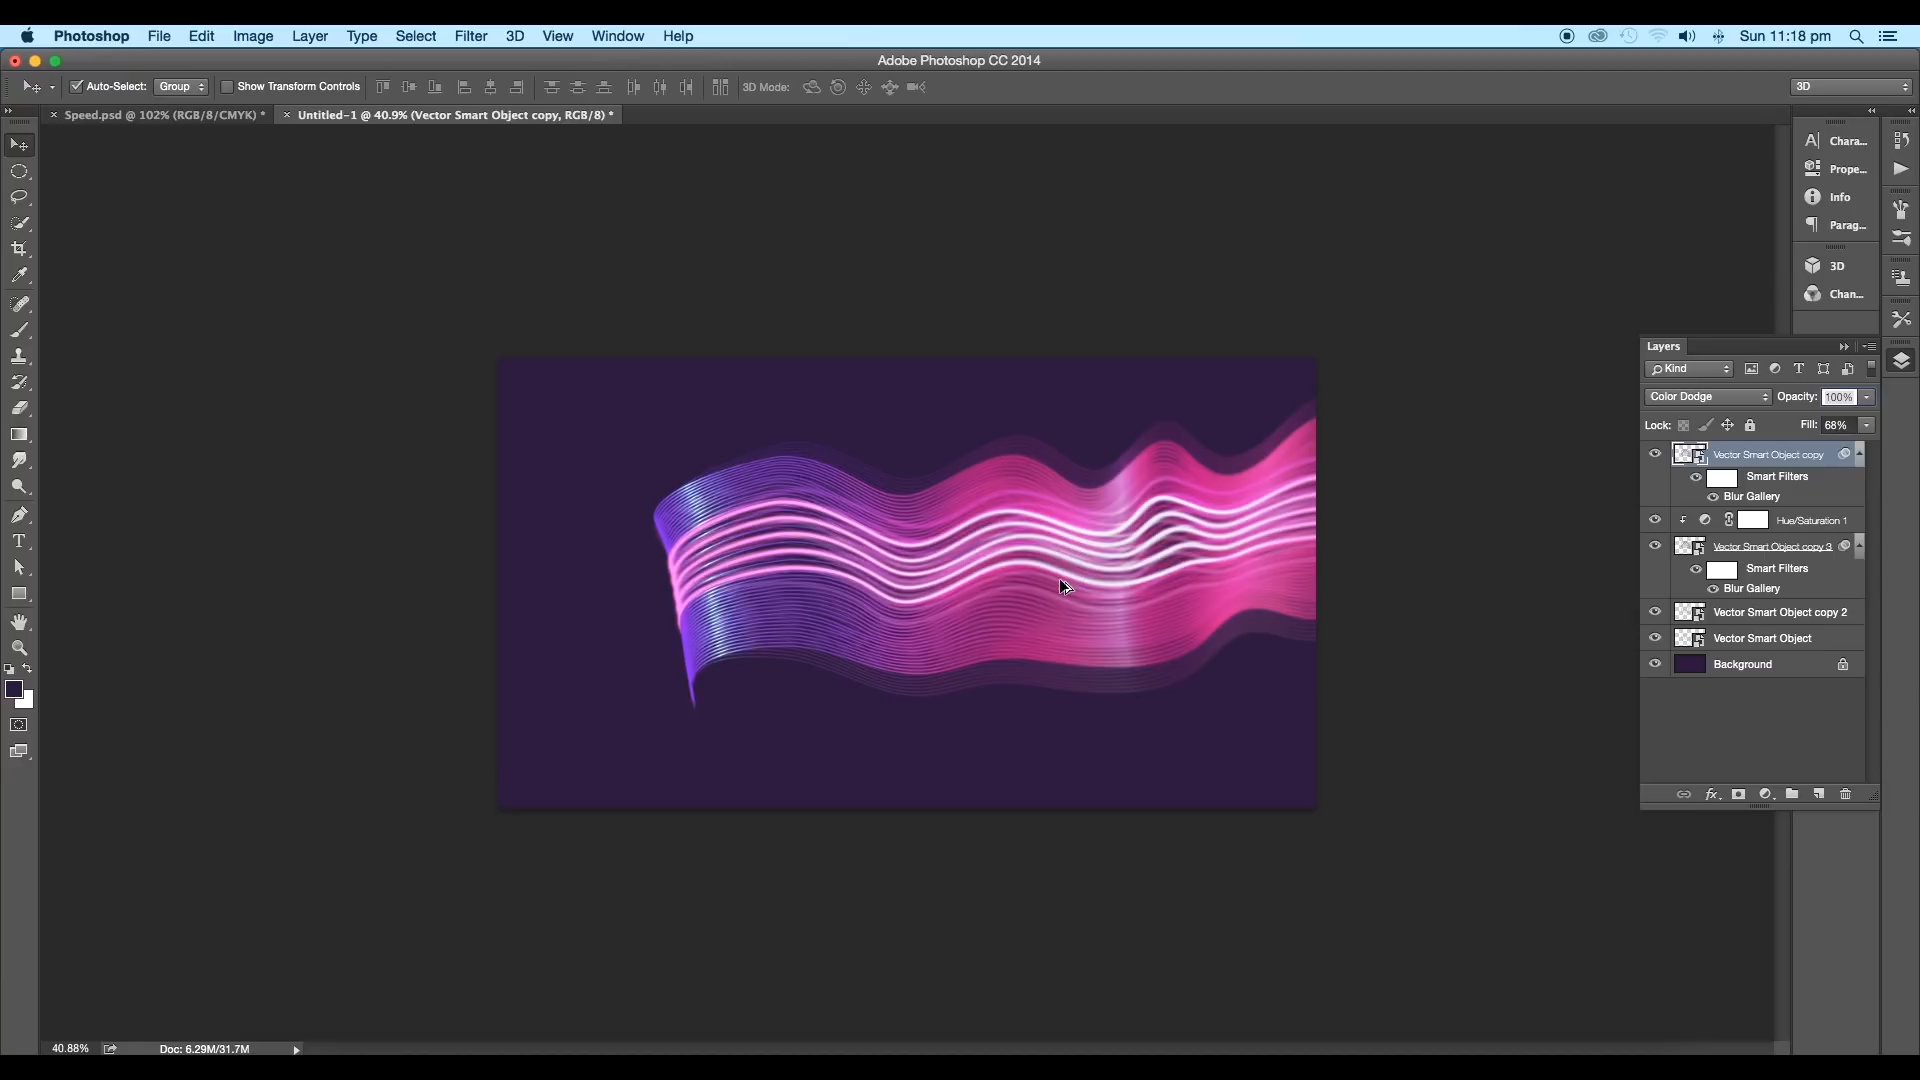 Photoshop File Edit Image Layer Type Select Filter 3D View Window Help Sun 11:18 pm
Adobe Photoshop CC 2014
Auto-Select: Group Show Transform Controls 3D Mode: 3D
Speed.psd @ 102% (RGB/8/CMYK) * Untitled-1 @ 40.9% (Vector Smart Object copy, RGB/8) *
Chara...
Prope...
Info
Parag...
3D
Chan...
Layers
Kind
Color Dodge Opacity: 100%
Lock: Fill: 68%
Vector Smart Object copy
Smart Filters
Blur Gallery
Hue/Saturation 1
Vector Smart Object copy 3
Smart Filters
Blur Gallery
Vector Smart Object copy 2
Vector Smart Object
Background
40.88% Doc: 6.29M/31.7M